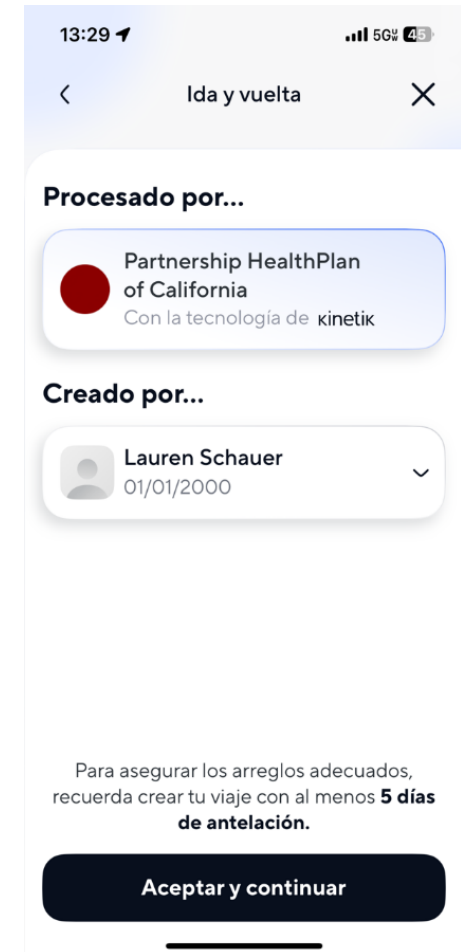 13:29
5G UW 45
Ida y vuelta
Procesado por...
Partnership HealthPlan
of California
Con la tecnología de kinetik
Creado por...
Lauren Schauer
01/01/2000
Para asegurar los arreglos adecuados,
recuerda crear tu viaje con al menos 5 días
de antelación.
Aceptar y continuar